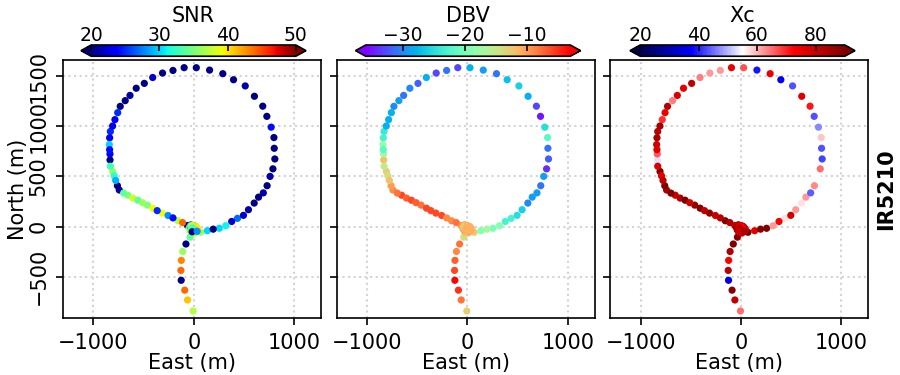 SNR DBV Xc
20 30 40 50 −30 −20 −10 20 40 60 80
1500
1000
500
0
−500
North (m)
IR5210
−1000 0 1000 −1000 0 1000 −1000 0 1000
East (m) East (m) East (m)